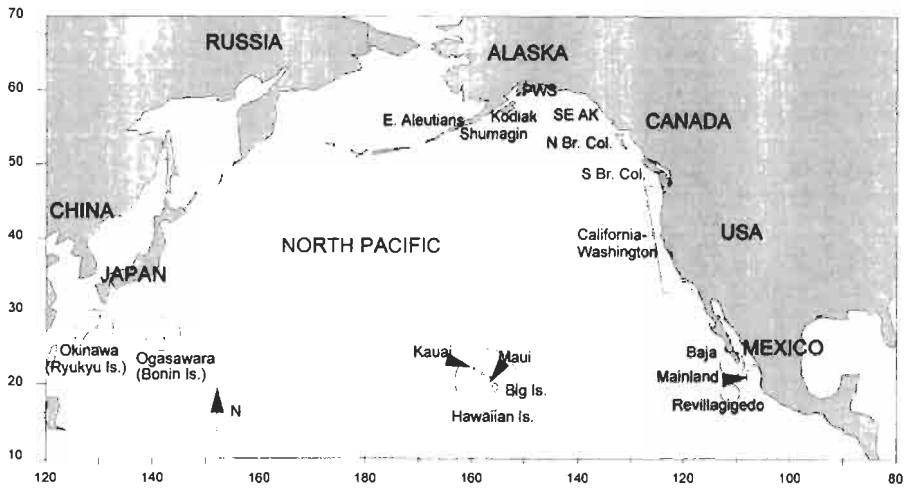 70
RUSSIA
ALASKA
60
PWS
E. Aleutians
Kodiak
SE AK
Shumagin
CANADA
N Br. Col.
50
S Br. Col.
CHINA
USA
40
NORTH PACIFIC
California-
Washington
JAPAN
30
Okinawa
(Ryukyu Is.)
Ogasawara
(Bonin Is.)
Kauai
Maui
Baja
MEXICO
20
Big Is.
Mainland
Hawaiian Is.
Revillagigedo
N
10
120 140 160 180 160 140 120 100 80